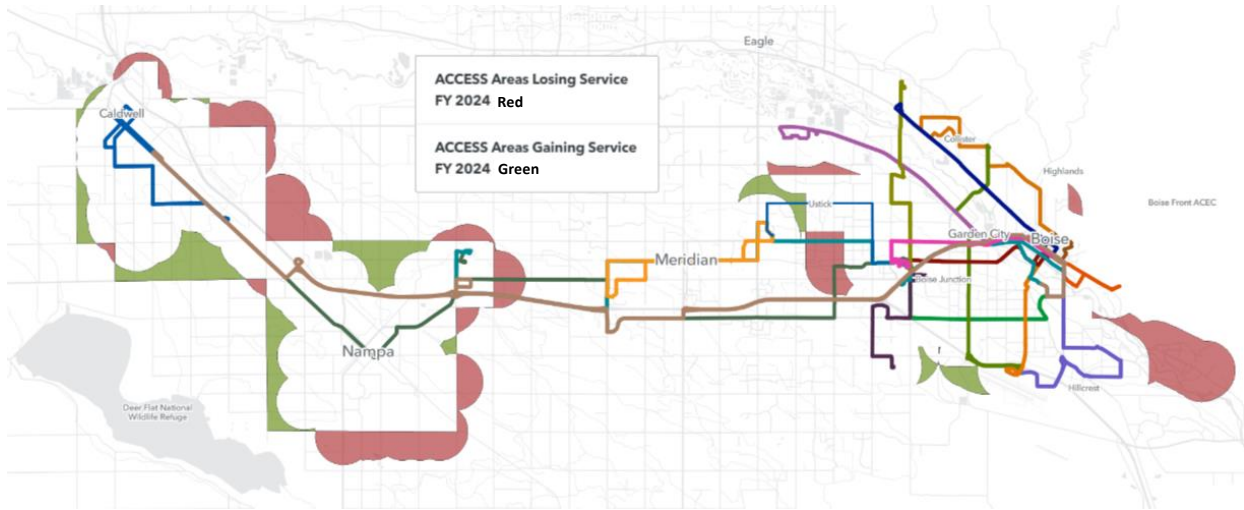 Eagle
ACCESS Areas Losing Service
FY 2024 Red
ACCESS Areas Gaining Service
FY 2024 Green
Caldwell
Collister
Highlands
Boise Front ACEC
Ustick
Garden City
Boise
Meridian
Boise Junction
Nampa
Hillcrest
Deer Flat National
Wildlife Refuge